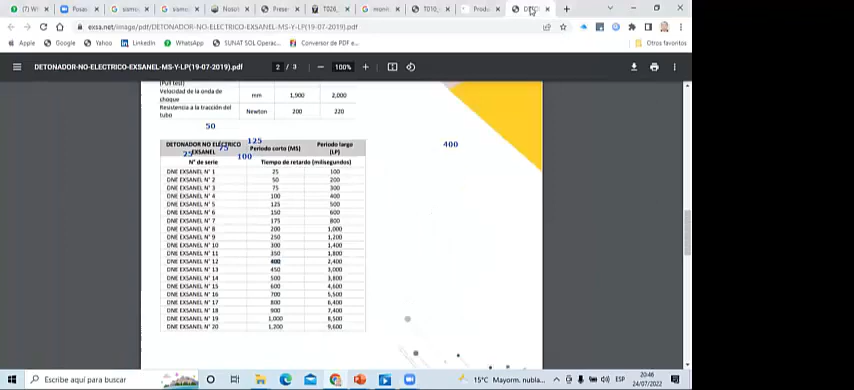 (7) W
Pausa
sismo
sismo
Nosot
Prese
T026_
monit
T010_
Produ
DETO
exsa.net/image/pdf/DETONADOR-NO-ELECTRICO-EXSANEL-MS-Y-LP(19-07-2019).pdf
Apple Google Yahoo LinkedIn WhatsApp SUNAT SOL Operac... Conversor de PDF e... Otros favoritos
DETONADOR-NO-ELECTRICO-EXSANEL-MS-Y-LP(19-07-2019).pdf 2 / 3 100%
(Pull test)
Velocidad de la onda de choque mm 1,900 2,000
Resistencia a la tracción del tubo Newton 200 220
50
125
75
25
100
400
DETONADOR NO ELÉCTRICO EXSANEL Periodo corto (MS) Periodo largo (LP)
N° de serie Tiempo de retardo (milisegundos)
DNE EXSANEL N° 1 25 100
DNE EXSANEL N° 2 50 200
DNE EXSANEL N° 3 75 300
DNE EXSANEL N° 4 100 400
DNE EXSANEL N° 5 125 500
DNE EXSANEL N° 6 150 600
DNE EXSANEL N° 7 175 800
DNE EXSANEL N° 8 200 1,000
DNE EXSANEL N° 9 250 1,200
DNE EXSANEL N° 10 300 1,400
DNE EXSANEL N° 11 350 1,800
DNE EXSANEL N° 12 400 2,400
DNE EXSANEL N° 13 450 3,000
DNE EXSANEL N° 14 500 3,800
DNE EXSANEL N° 15 600 4,600
DNE EXSANEL N° 16 700 5,500
DNE EXSANEL N° 17 800 6,400
DNE EXSANEL N° 18 900 7,400
DNE EXSANEL N° 19 1,000 8,500
DNE EXSANEL N° 20 1,200 9,600
Escribe aquí para buscar
15°C Mayorm. nubla...
ESP
20:46
24/07/2022